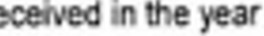 eceived in the year